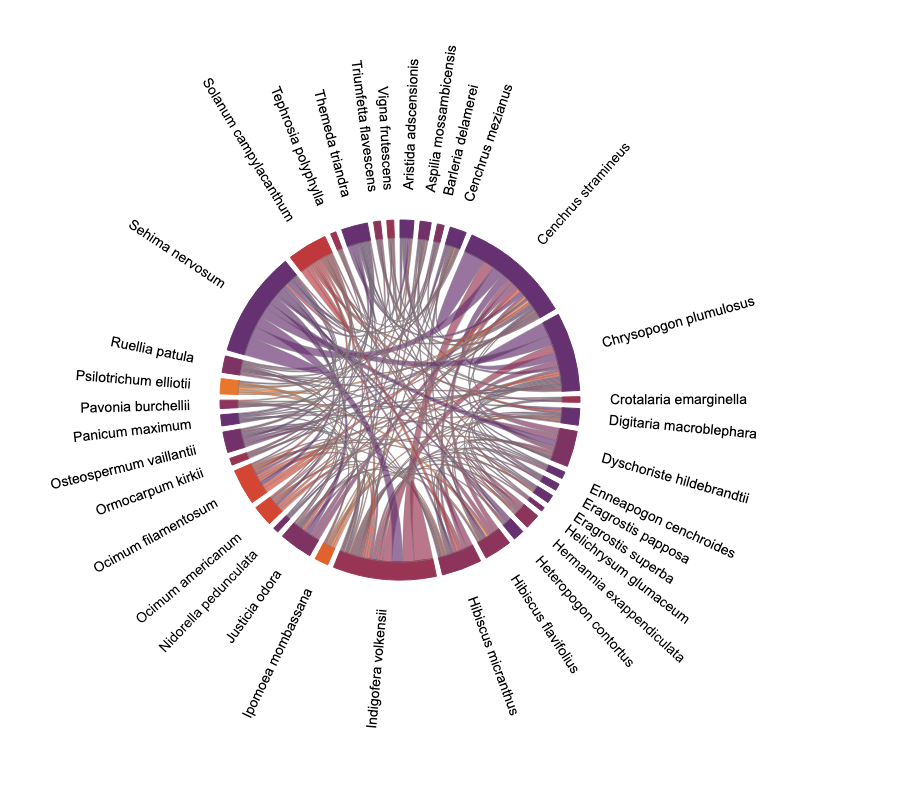 Aristida adscensionis
Aspilia mossambicensis
Barleria delamerei
Cenchrus mezianus
Cenchrus stramineus
Chrysopogon plumulosus
Crotalaria emarginella
Digitaria macroblephara
Dyschoriste hildebrandtii
Enneapogon cenchroides
Eragrostis papposa
Eragrostis superba
Helichrysum glumaceum
Hermannia exappendiculata
Heteropogon contortus
Hibiscus flavifolius
Hibiscus micranthus
Indigofera volkensii
Ipomoea mombassana
Justicia odora
Nidorella pedunculata
Ocimum americanum
Ocimum filamentosum
Ormocarpum kirkii
Osteospermum vaillantii
Panicum maximum
Pavonia burchellii
Psilotrichum elliotii
Ruellia patula
Sehima nervosum
Solanum campylacanthum
Tephrosia polyphylla
Themeda triandra
Triumfetta flavescens
Vigna frutescens